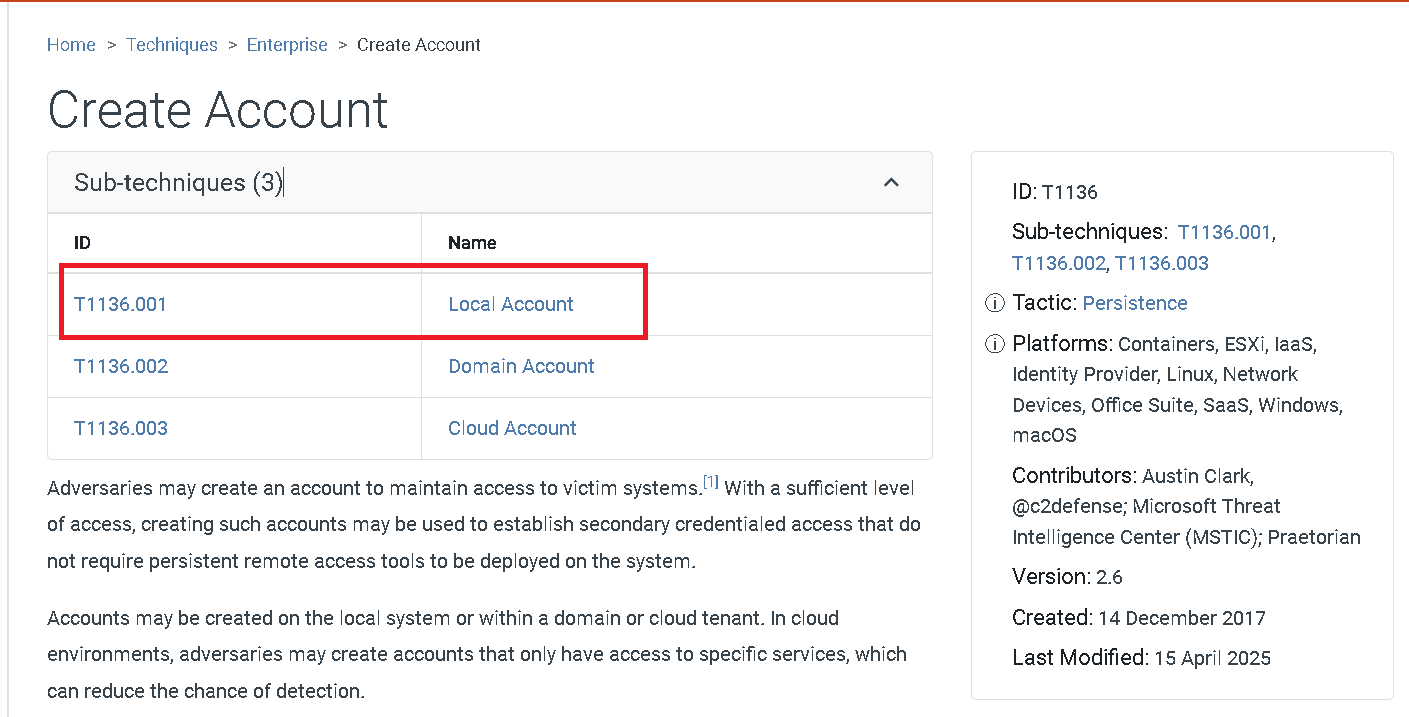 Home > Techniques > Enterprise > Create Account
Create Account
Sub-techniques (3)
ID Name
T1136.001 Local Account
T1136.002 Domain Account
T1136.003 Cloud Account
Adversaries may create an account to maintain access to victim systems.[1] With a sufficient level
of access, creating such accounts may be used to establish secondary credentialed access that do
not require persistent remote access tools to be deployed on the system.
Accounts may be created on the local system or within a domain or cloud tenant. In cloud
environments, adversaries may create accounts that only have access to specific services, which
can reduce the chance of detection.
ID: T1136
Sub-techniques: T1136.001,
T1136.002, T1136.003
Tactic: Persistence
Platforms: Containers, ESXi, IaaS,
Identity Provider, Linux, Network
Devices, Office Suite, SaaS, Windows,
macOS
Contributors: Austin Clark,
@c2defense; Microsoft Threat
Intelligence Center (MSTIC); Praetorian
Version: 2.6
Created: 14 December 2017
Last Modified: 15 April 2025